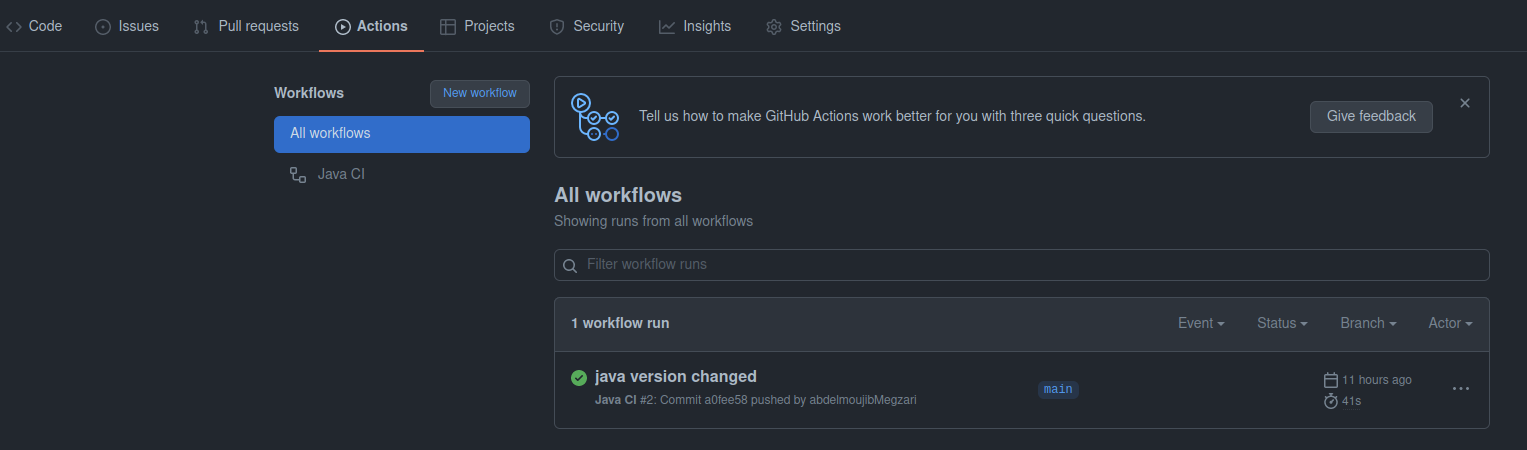 Code Issues Pull requests Actions Projects Security Insights Settings
Workflows New workflow
All workflows
Java CI
Tell us how to make GitHub Actions work better for you with three quick questions. Give feedback
All workflows
Showing runs from all workflows
Filter workflow runs
1 workflow run Event Status Branch Actor
java version changed
Java CI #2: Commit a0fee58 pushed by abdelmoujibMegzari
main
11 hours ago
41s